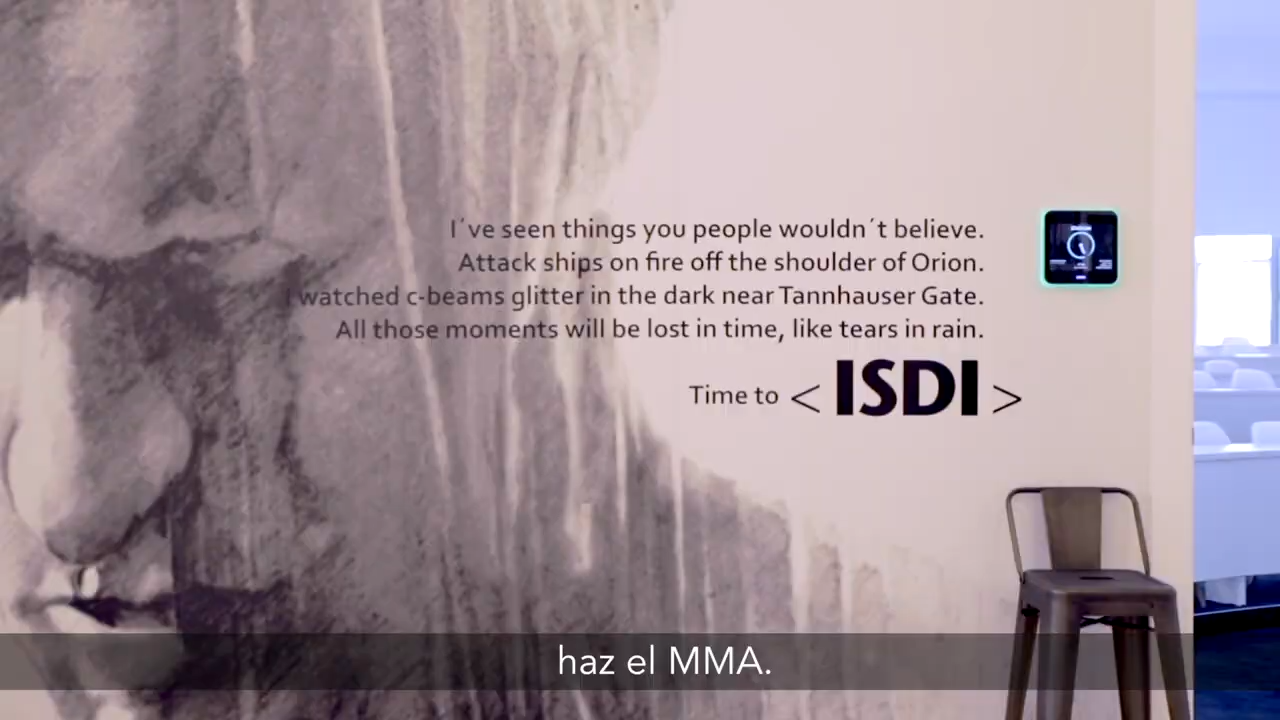 I´ve seen things you people wouldn´t believe.
Attack ships on fire off the shoulder of Orion.
I watched c-beams glitter in the dark near Tannhauser Gate.
All those moments will be lost in time, like tears in rain.
Time to < ISDI >
haz el MMA.